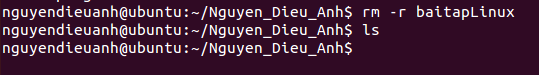 nguyendieuanh@ubuntu:~/Nguyen_Dieu_Anh$ rm -r baitapLinux
nguyendieuanh@ubuntu:~/Nguyen_Dieu_Anh$ ls
nguyendieuanh@ubuntu:~/Nguyen_Dieu_Anh$